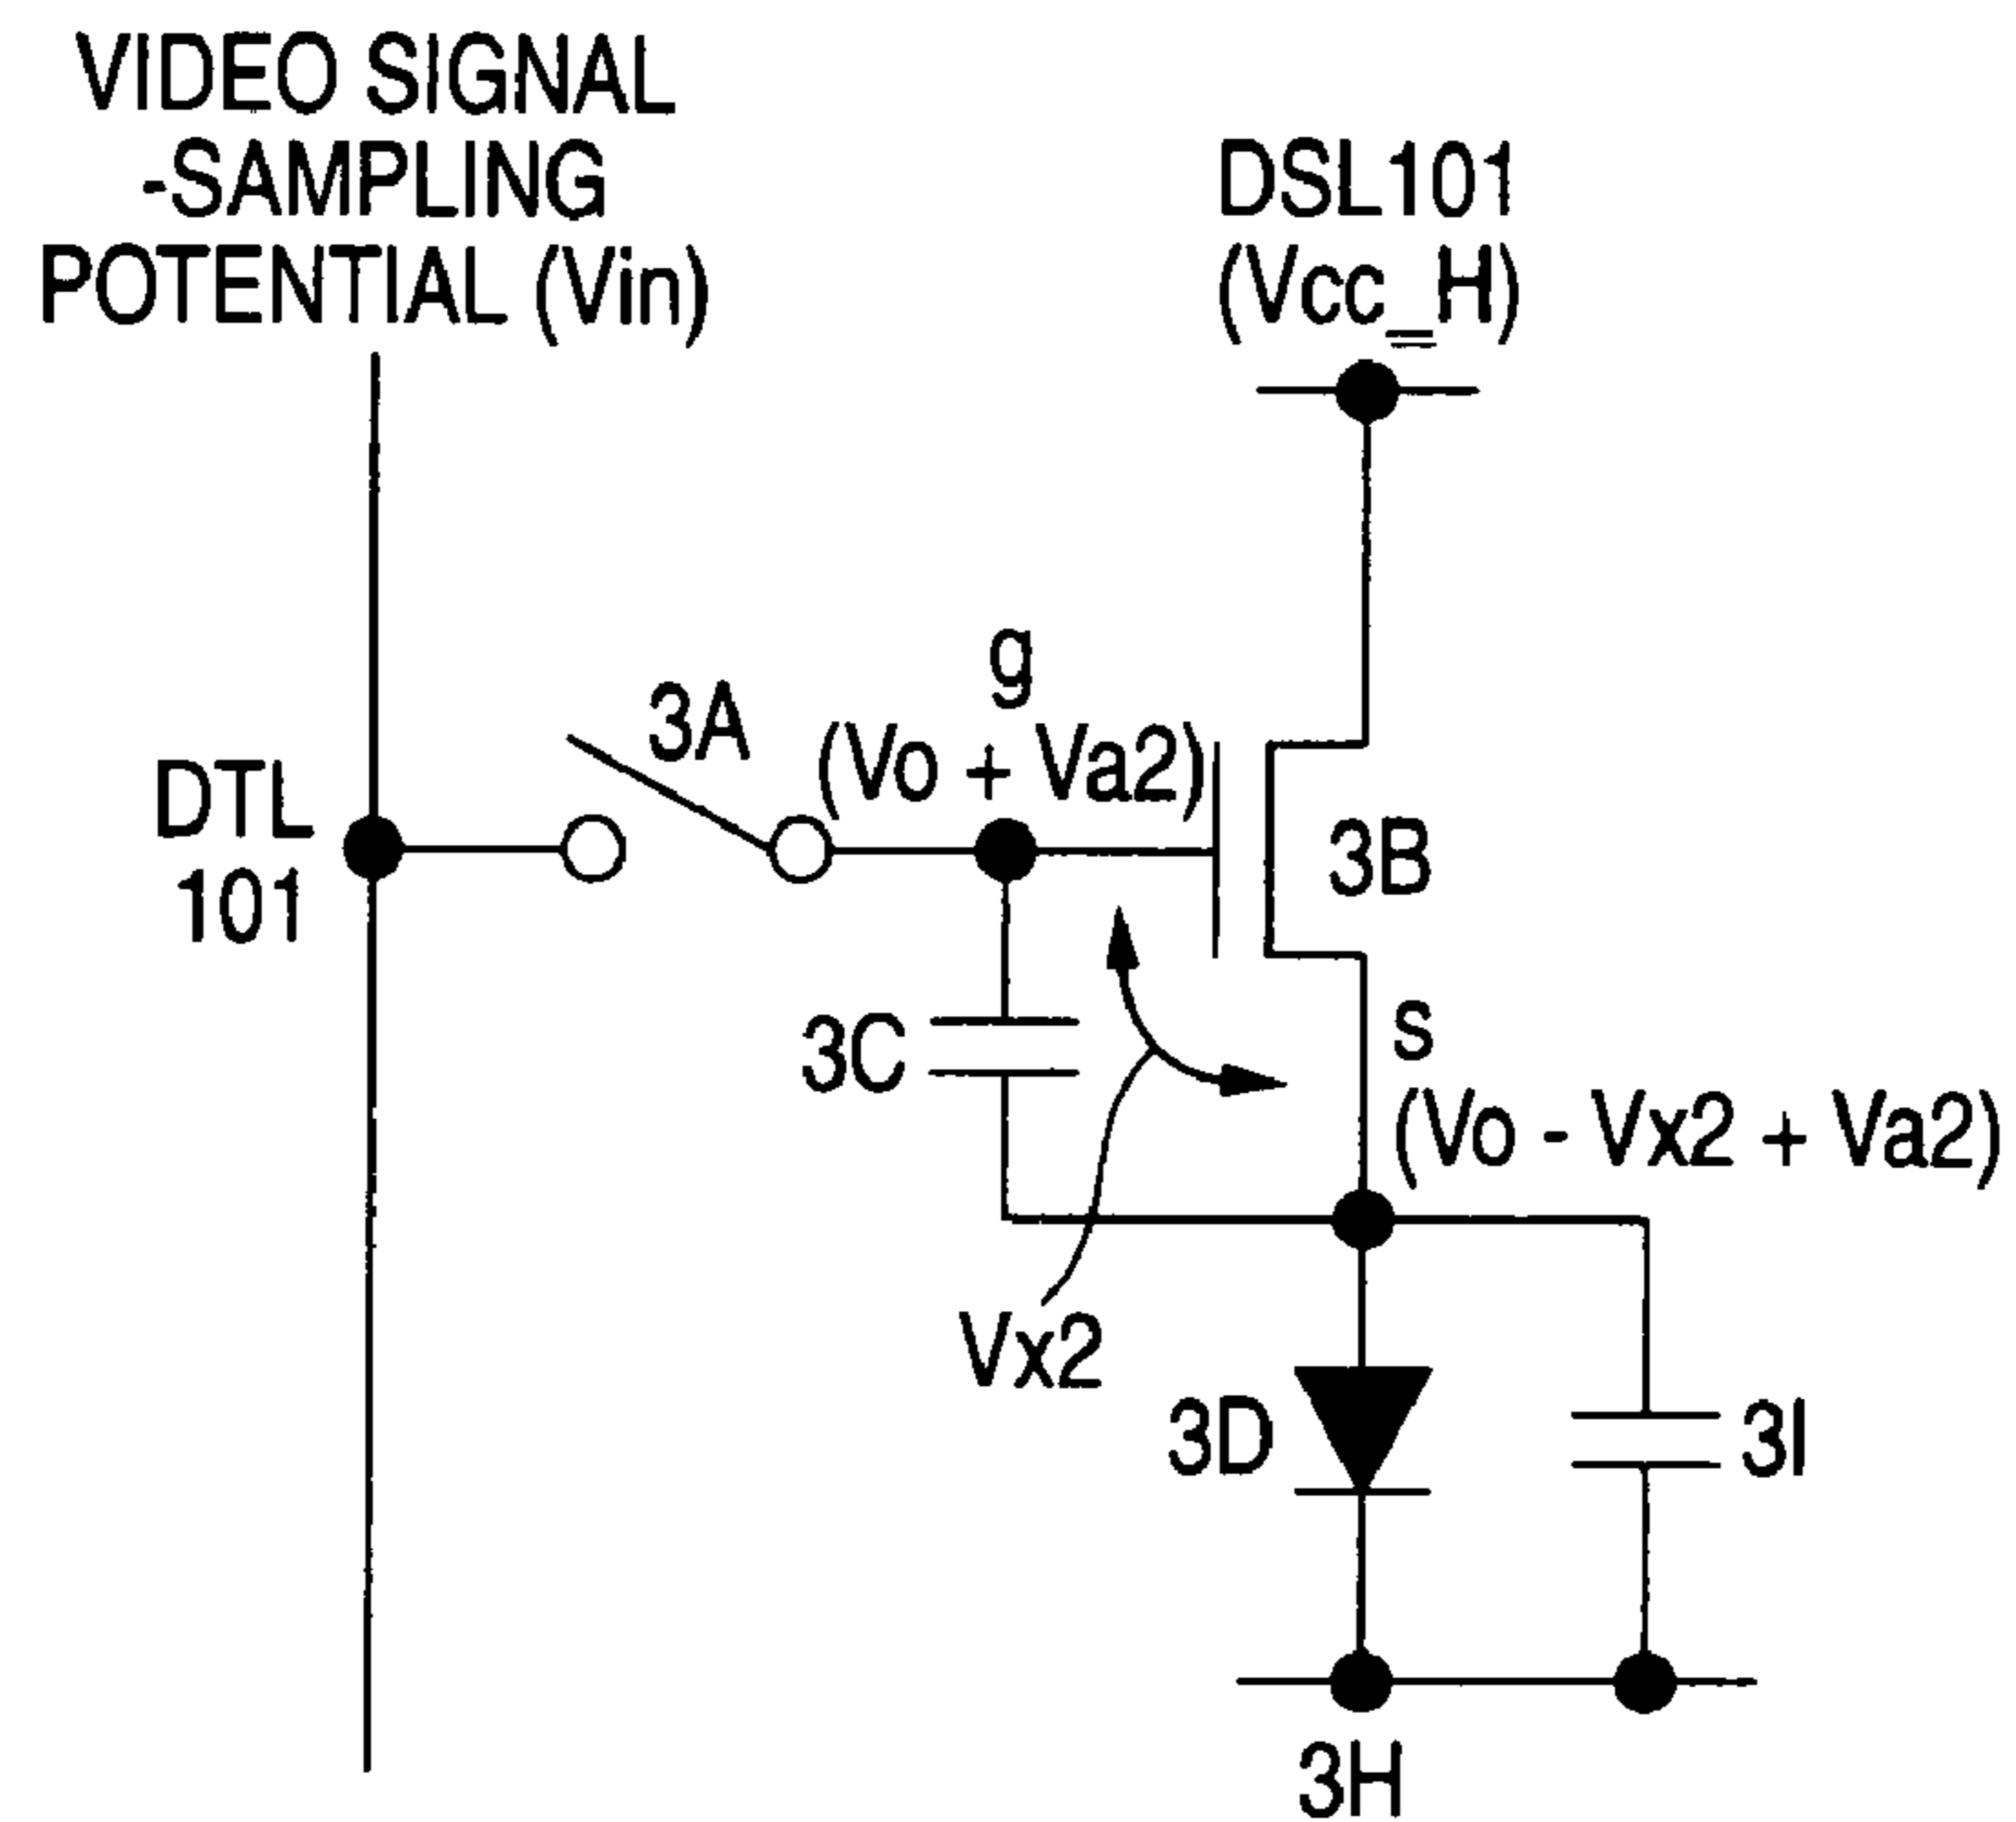 VIDEO SIGNAL
-SAMPLING
POTENTIAL (Vin)
DSL101
(Vcc_H)
g
3A
(Vo + Va2)
DTL
101
3B
3C
s
(Vo - Vx2 + Va2)
Vx2
3D
3I
3H